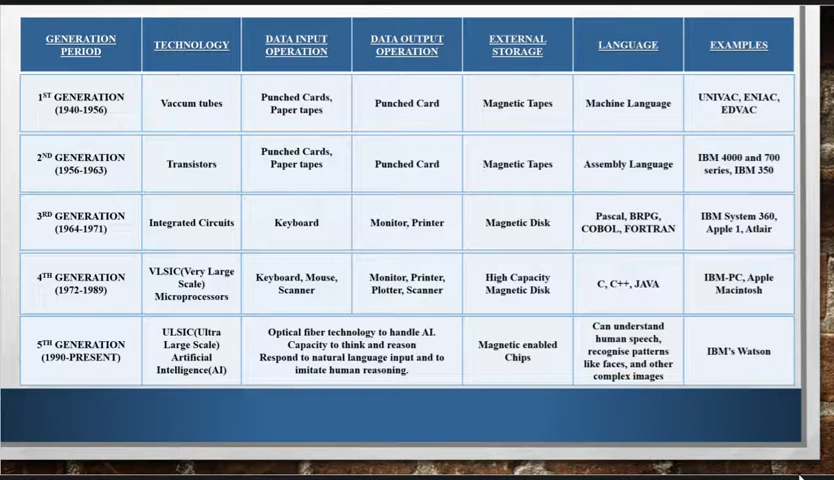 GENERATION PERIOD
TECHNOLOGY
DATA INPUT OPERATION
DATA OUTPUT OPERATION
EXTERNAL STORAGE
LANGUAGE
EXAMPLES
1ST GENERATION
(1940-1956)
Vaccum tubes
Punched Cards,
Paper tapes
Punched Card
Magnetic Tapes
Machine Language
UNIVAC, ENIAC,
EDVAC
2ND GENERATION
(1956-1963)
Transistors
Punched Cards,
Paper tapes
Punched Card
Magnetic Tapes
Assembly Language
IBM 4000 and 700
series, IBM 350
3RD GENERATION
(1964-1971)
Integrated Circuits
Keyboard
Monitor, Printer
Magnetic Disk
Pascal, BRPG,
COBOL, FORTRAN
IBM System 360,
Apple 1, Atlair
4TH GENERATION
(1972-1989)
VLSIC(Very Large
Scale)
Microprocessors
Keyboard, Mouse,
Scanner
Monitor, Printer,
Plotter, Scanner
High Capacity
Magnetic Disk
C, C++, JAVA
IBM-PC, Apple
Macintosh
5TH GENERATION
(1990-PRESENT)
ULSIC(Ultra
Large Scale)
Artificial
Intelligence(AI)
Optical fiber technology to handle AI.
Capacity to think and reason
Respond to natural language input and to
imitate human reasoning.
Magnetic enabled
Chips
Can understand
human speech,
recognise patterns
like faces, and other
complex images
IBM's Watson